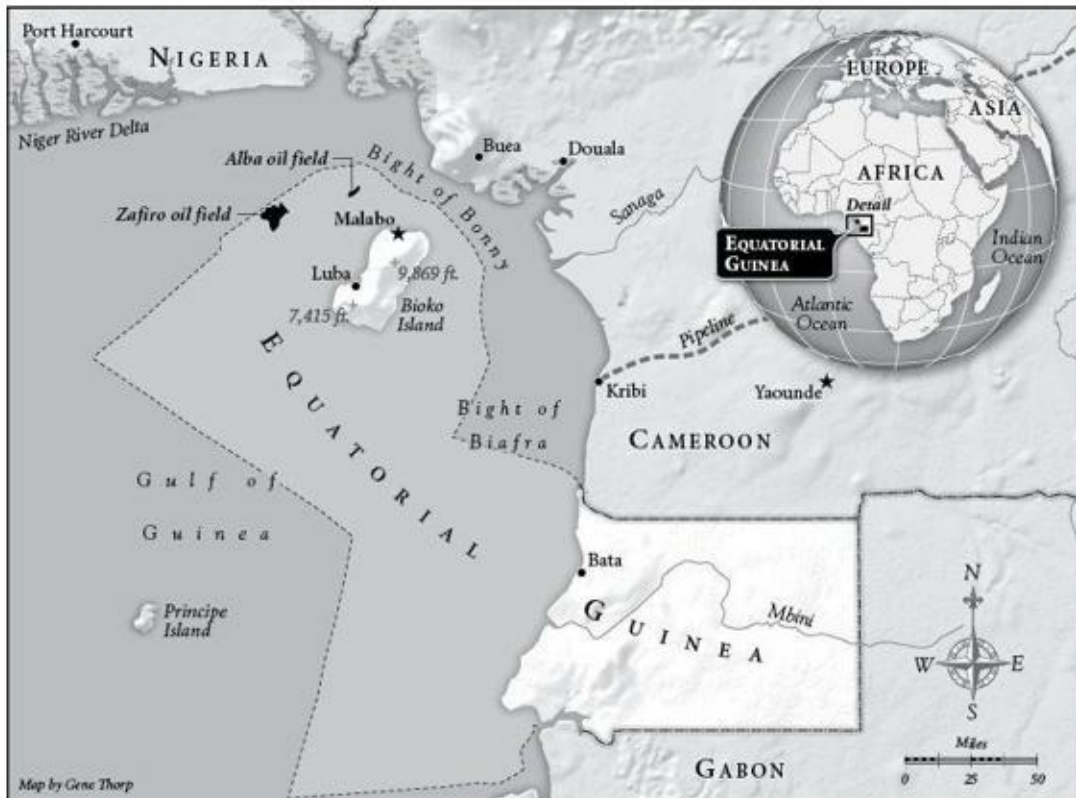 Port Harcourt
NIGERIA
Niger River Delta
Alba oil field
Zafiro oil field
Bight of Bonny
Malabo
Luba
9,869 ft.
7,415 ft.
Bioko
Island
Buea
Douala
Sanaga
EUROPE
ASIA
AFRICA
Detail
EQUATORIAL
GUINEA
Indian
Ocean
Atlantic
Ocean
Pipeline
Kribi
Yaounde
CAMEROON
Bight of
Biafra
EQUATORIAL
GUINEA
Gulf of
Guinea
Principe
Island
Bata
Mbini
N
W
E
S
GABON
Miles
0 25 50
Map by Gene Thorp